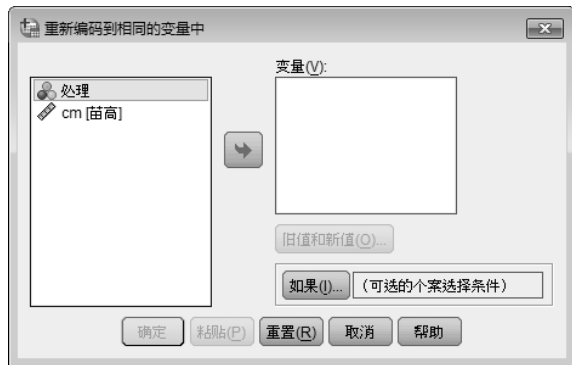 重新编码到相同的变量中
变量(V):
处理
cm [苗高]
旧值和新值(O)...
如果(I)... (可选的个案选择条件)
确定 粘贴(P) 重置(R) 取消 帮助